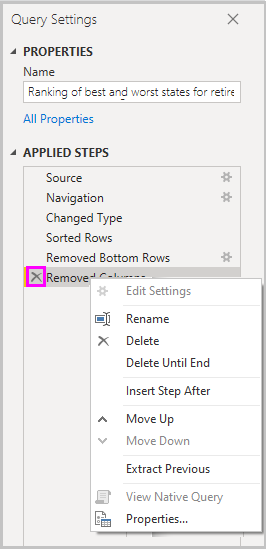 Query Settings
PROPERTIES
Name
Ranking of best and worst states for retire
All Properties
APPLIED STEPS
Source
Navigation
Changed Type
Sorted Rows
Removed Bottom Rows
Removed Columns
Edit Settings
Rename
Delete
Delete Until End
Insert Step After
Move Up
Move Down
Extract Previous
View Native Query
Properties...